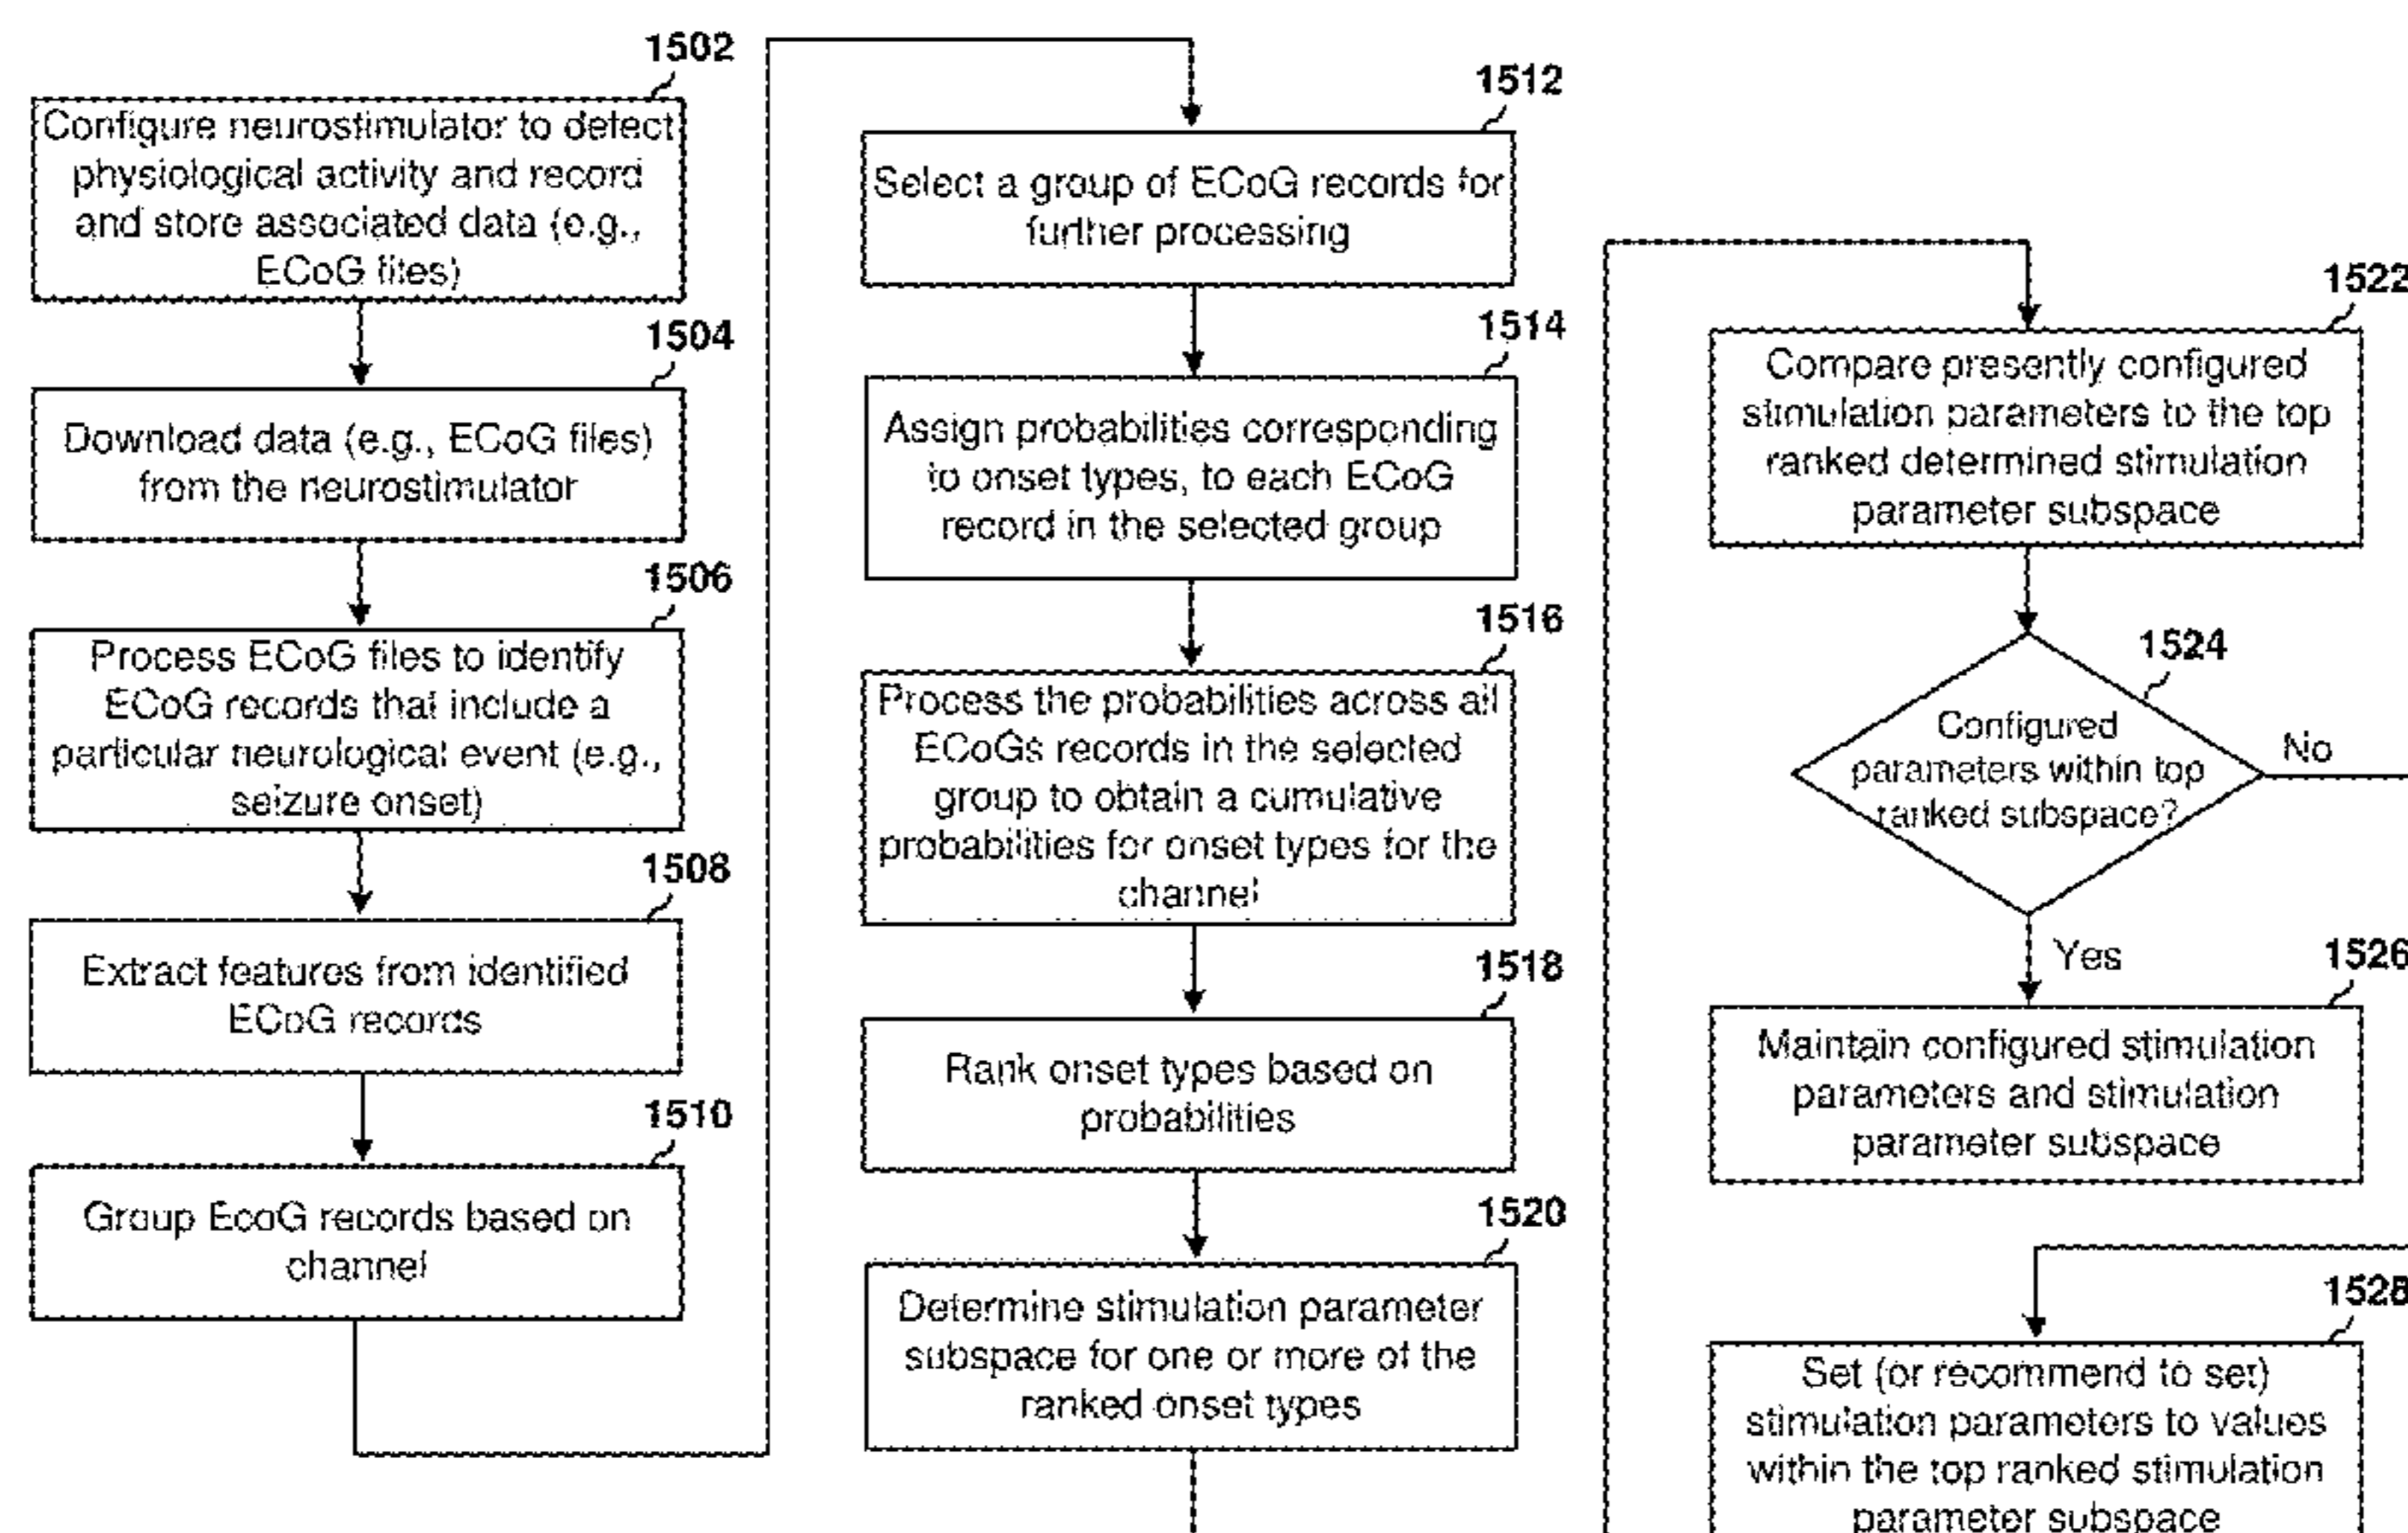 1502
Configure neurostimulator to detect
physiological activity and record
and store associated data (e.g.,
ECoG files)
1504
Download data (e.g., ECoG files)
from the neurostimulator
1506
Process ECoG files to identify
ECoG records that include a
particular neurological event (e.g.,
seizure onset)
1508
Extract features from identified
ECoG records
1510
Group EcoG records based on
channel
1512
Select a group of ECoG records for
further processing
1514
Assign probabilities corresponding
to onset types, to each ECoG
record in the selected group
1516
Process the probabilities across all
ECoGs records in the selected
group to obtain a cumulative
probabilities for onset types for the
channel
1518
Rank onset types based on
probabilities
1520
Determine stimulation parameter
subspace for one or more of the
ranked onset types
1522
Compare presently configured
stimulation parameters to the top
ranked determined stimulation
parameter subspace
1524
Configured
parameters within top
ranked subspace?
No
Yes
1526
Maintain configured stimulation
parameters and stimulation
parameter subspace
1528
Set (or recommend to set)
stimulation parameters to values
within the top ranked stimulation
parameter subspace